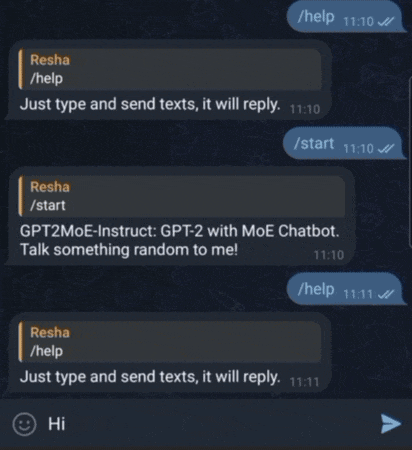 /help 11:10
Resha
/help
Just type and send texts, it will reply. 11:10
/start 11:10
Resha
/start
GPT2MoE-Instruct: GPT-2 with MoE Chatbot.
Talk something random to me!
11:10
/help 11:11
Resha
/help
Just type and send texts, it will reply. 11:11
Hi